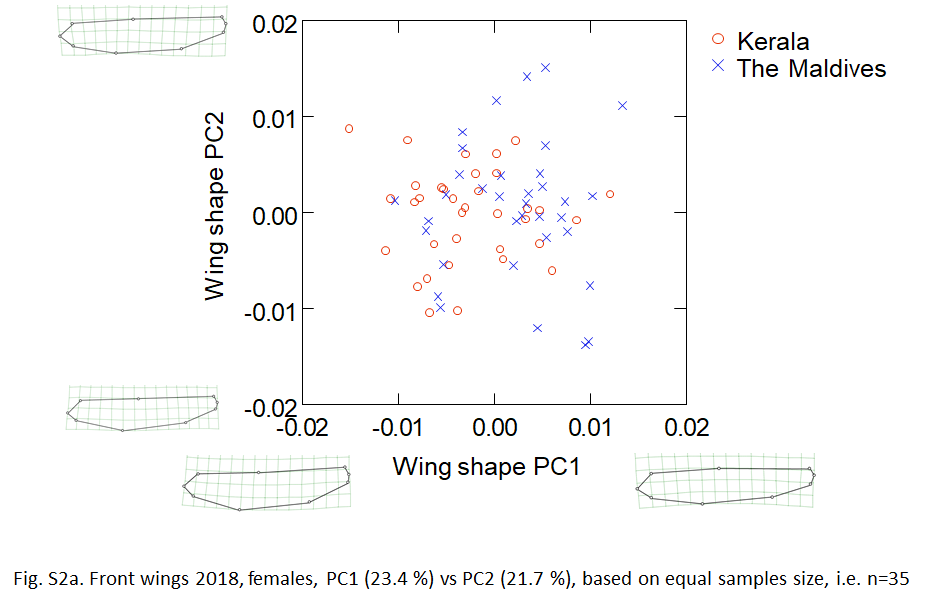 0.02
Kerala
The Maldives
0.01
Wing shape PC2
0.00
-0.01
-0.02
-0.02 -0.01 0.00 0.01 0.02
Wing shape PC1
Fig. S2a. Front wings 2018, females, PC1 (23.4 %) vs PC2 (21.7 %), based on equal samples size, i.e. n=35